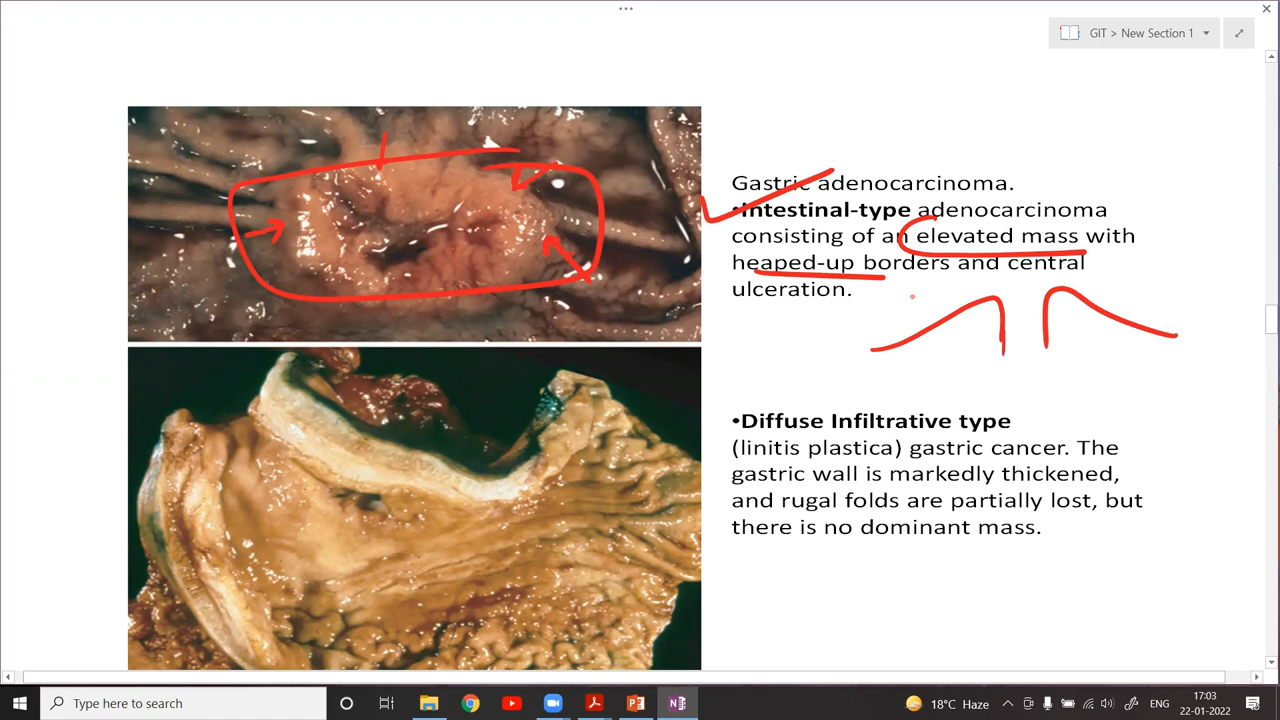 GIT > New Section 1
Gastric adenocarcinoma.
•Intestinal-type adenocarcinoma
consisting of an elevated mass with
heaped-up borders and central
ulceration.
•Diffuse Infiltrative type
(linitis plastica) gastric cancer. The
gastric wall is markedly thickened,
and rugal folds are partially lost, but
there is no dominant mass.
Type here to search
18°C Haze
ENG
17:03
22-01-2022